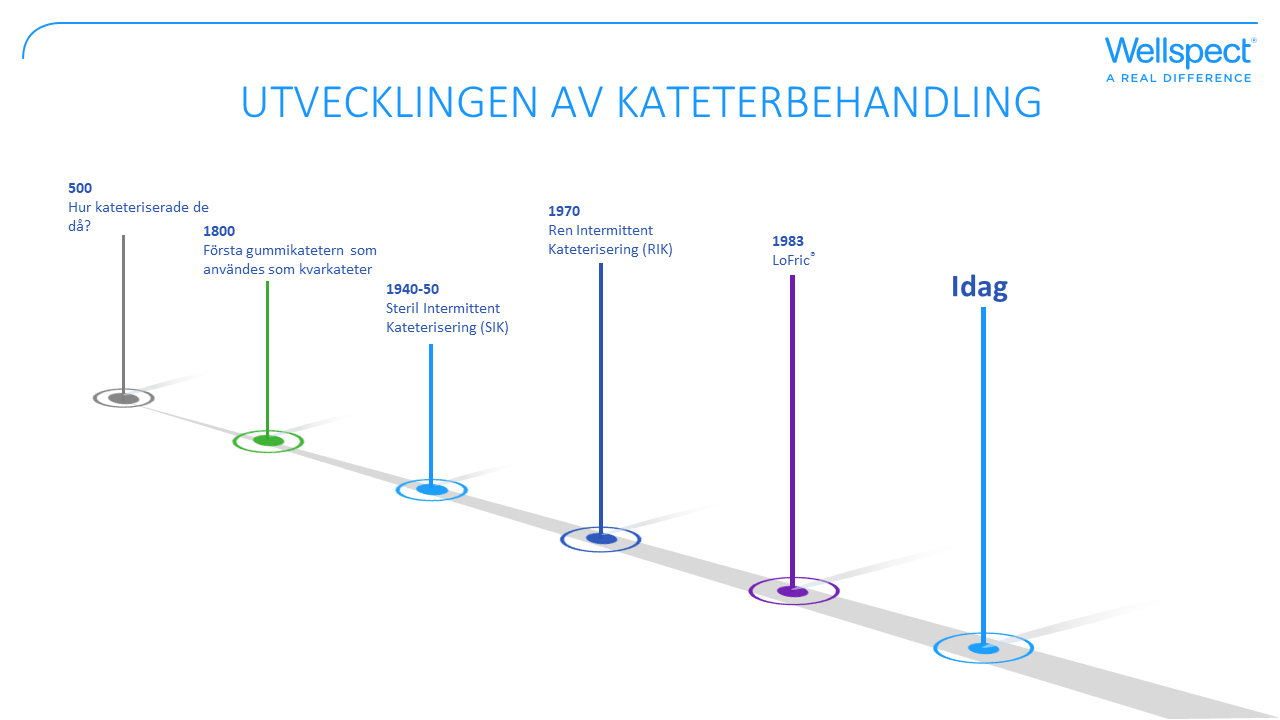 Wellspect®
A REAL DIFFERENCE
UTVECKLINGEN AV KATETERBEHANDLING
500
Hur kateteriserade de
då?
1800
Första gummikatetern som
användes som kvarkateter
1940-50
Steril Intermittent
Kateterisering (SIK)
1970
Ren Intermittent
Kateterisering (RIK)
1983
LoFric®
Idag